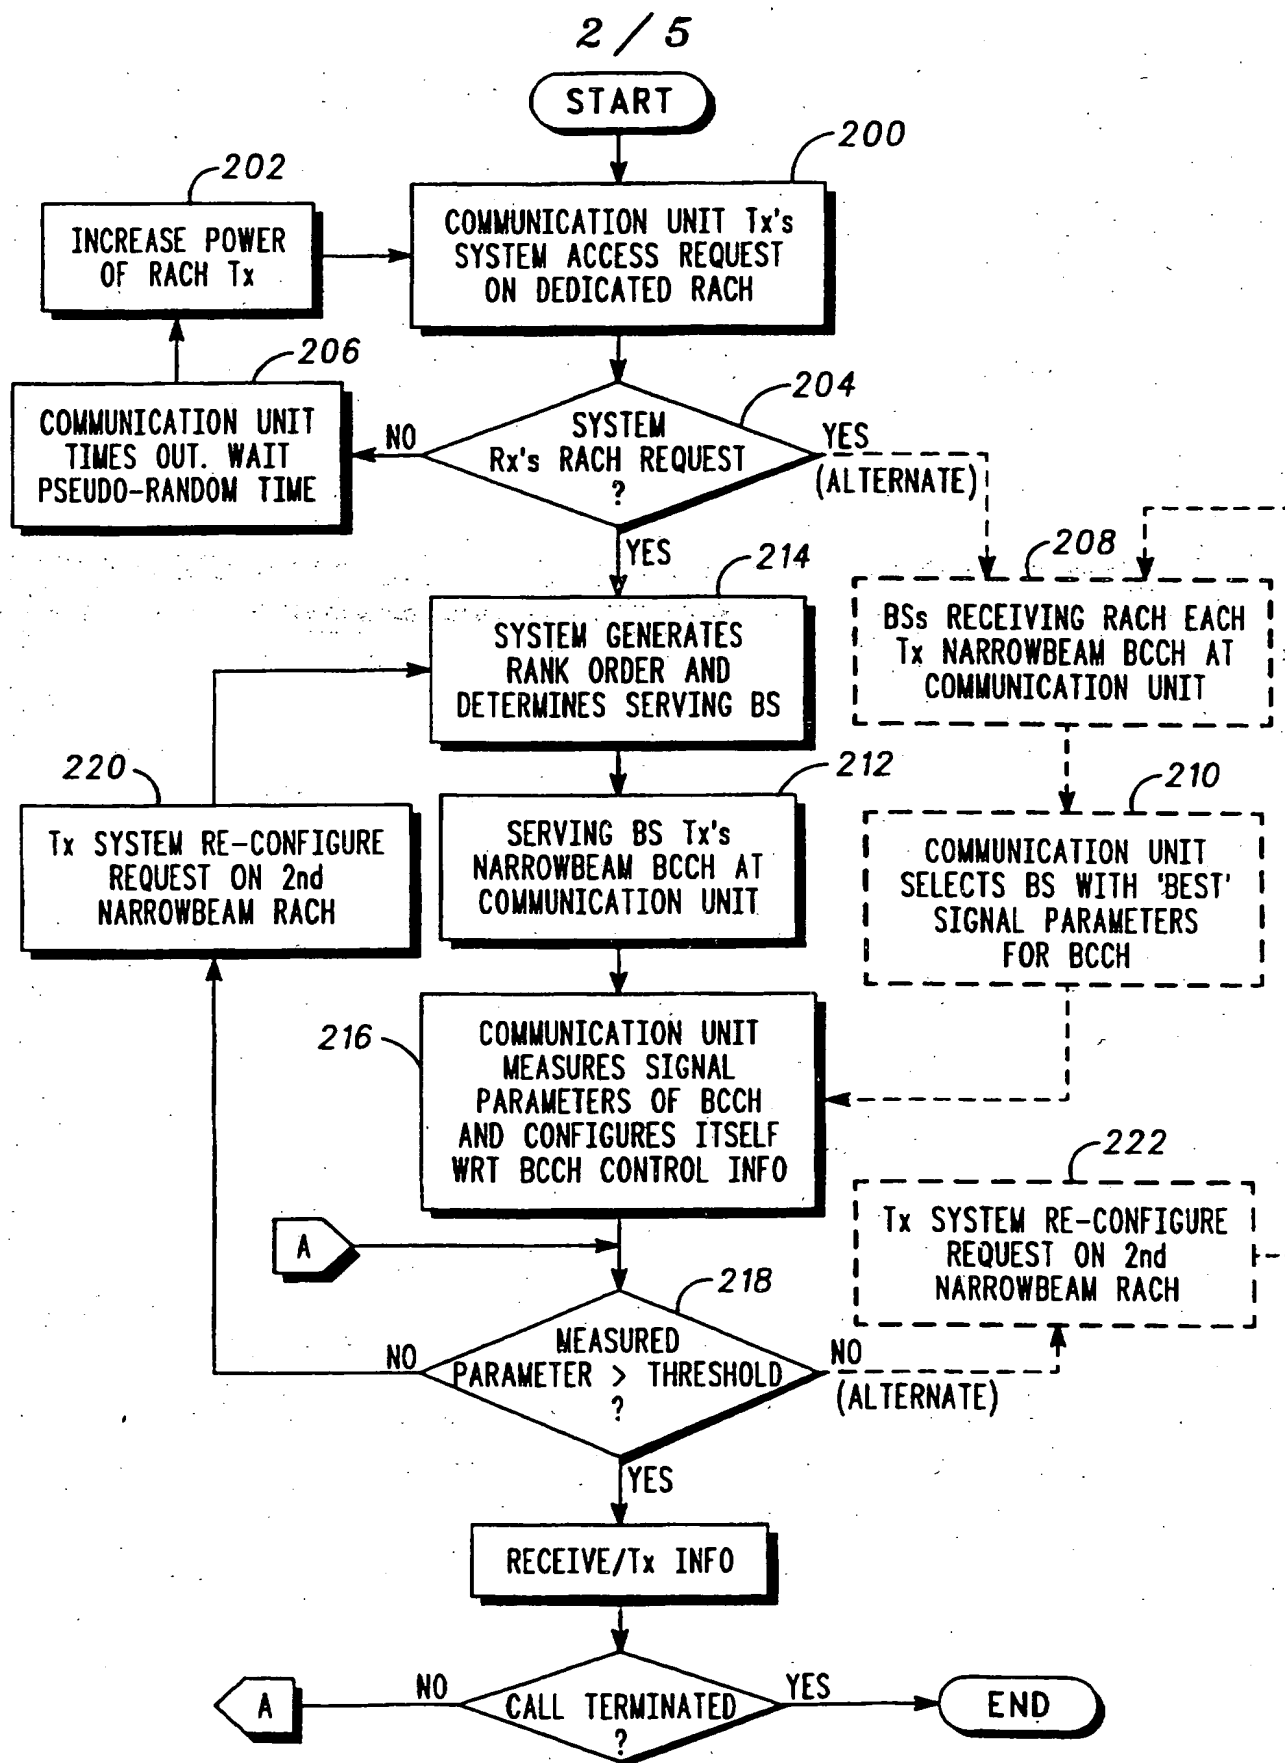 2 / 5
START
200
202
COMMUNICATION UNIT Tx's
SYSTEM ACCESS REQUEST
ON DEDICATED RACH
INCREASE POWER
OF RACH Tx
206
204
COMMUNICATION UNIT
TIMES OUT. WAIT
PSEUDO-RANDOM TIME
NO
SYSTEM
Rx's RACH REQUEST
?
YES
(ALTERNATE)
YES
214
208
SYSTEM GENERATES
RANK ORDER AND
DETERMINES SERVING BS
BSs RECEIVING RACH EACH
Tx NARROWBEAM BCCH AT
COMMUNICATION UNIT
220
212
210
Tx SYSTEM RE-CONFIGURE
REQUEST ON 2nd
NARROWBEAM RACH
SERVING BS Tx's
NARROWBEAM BCCH AT
COMMUNICATION UNIT
COMMUNICATION UNIT
SELECTS BS WITH 'BEST'
SIGNAL PARAMETERS
FOR BCCH
216
COMMUNICATION UNIT
MEASURES SIGNAL
PARAMETERS OF BCCH
AND CONFIGURES ITSELF
WRT BCCH CONTROL INFO
222
Tx SYSTEM RE-CONFIGURE
REQUEST ON 2nd
NARROWBEAM RACH
A
218
NO
MEASURED
PARAMETER > THRESHOLD
?
NO
(ALTERNATE)
YES
RECEIVE/Tx INFO
A
NO
CALL TERMINATED
?
YES
END